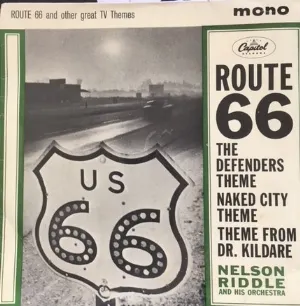 ROUTE 66 and other great TV Themes
mono
Capitol
ROUTE
66
THE
DEFENDERS
THEME
NAKED CITY
THEME
THEME FROM
DR. KILDARE
NELSON
RIDDLE
AND HIS ORCHESTRA
US
66